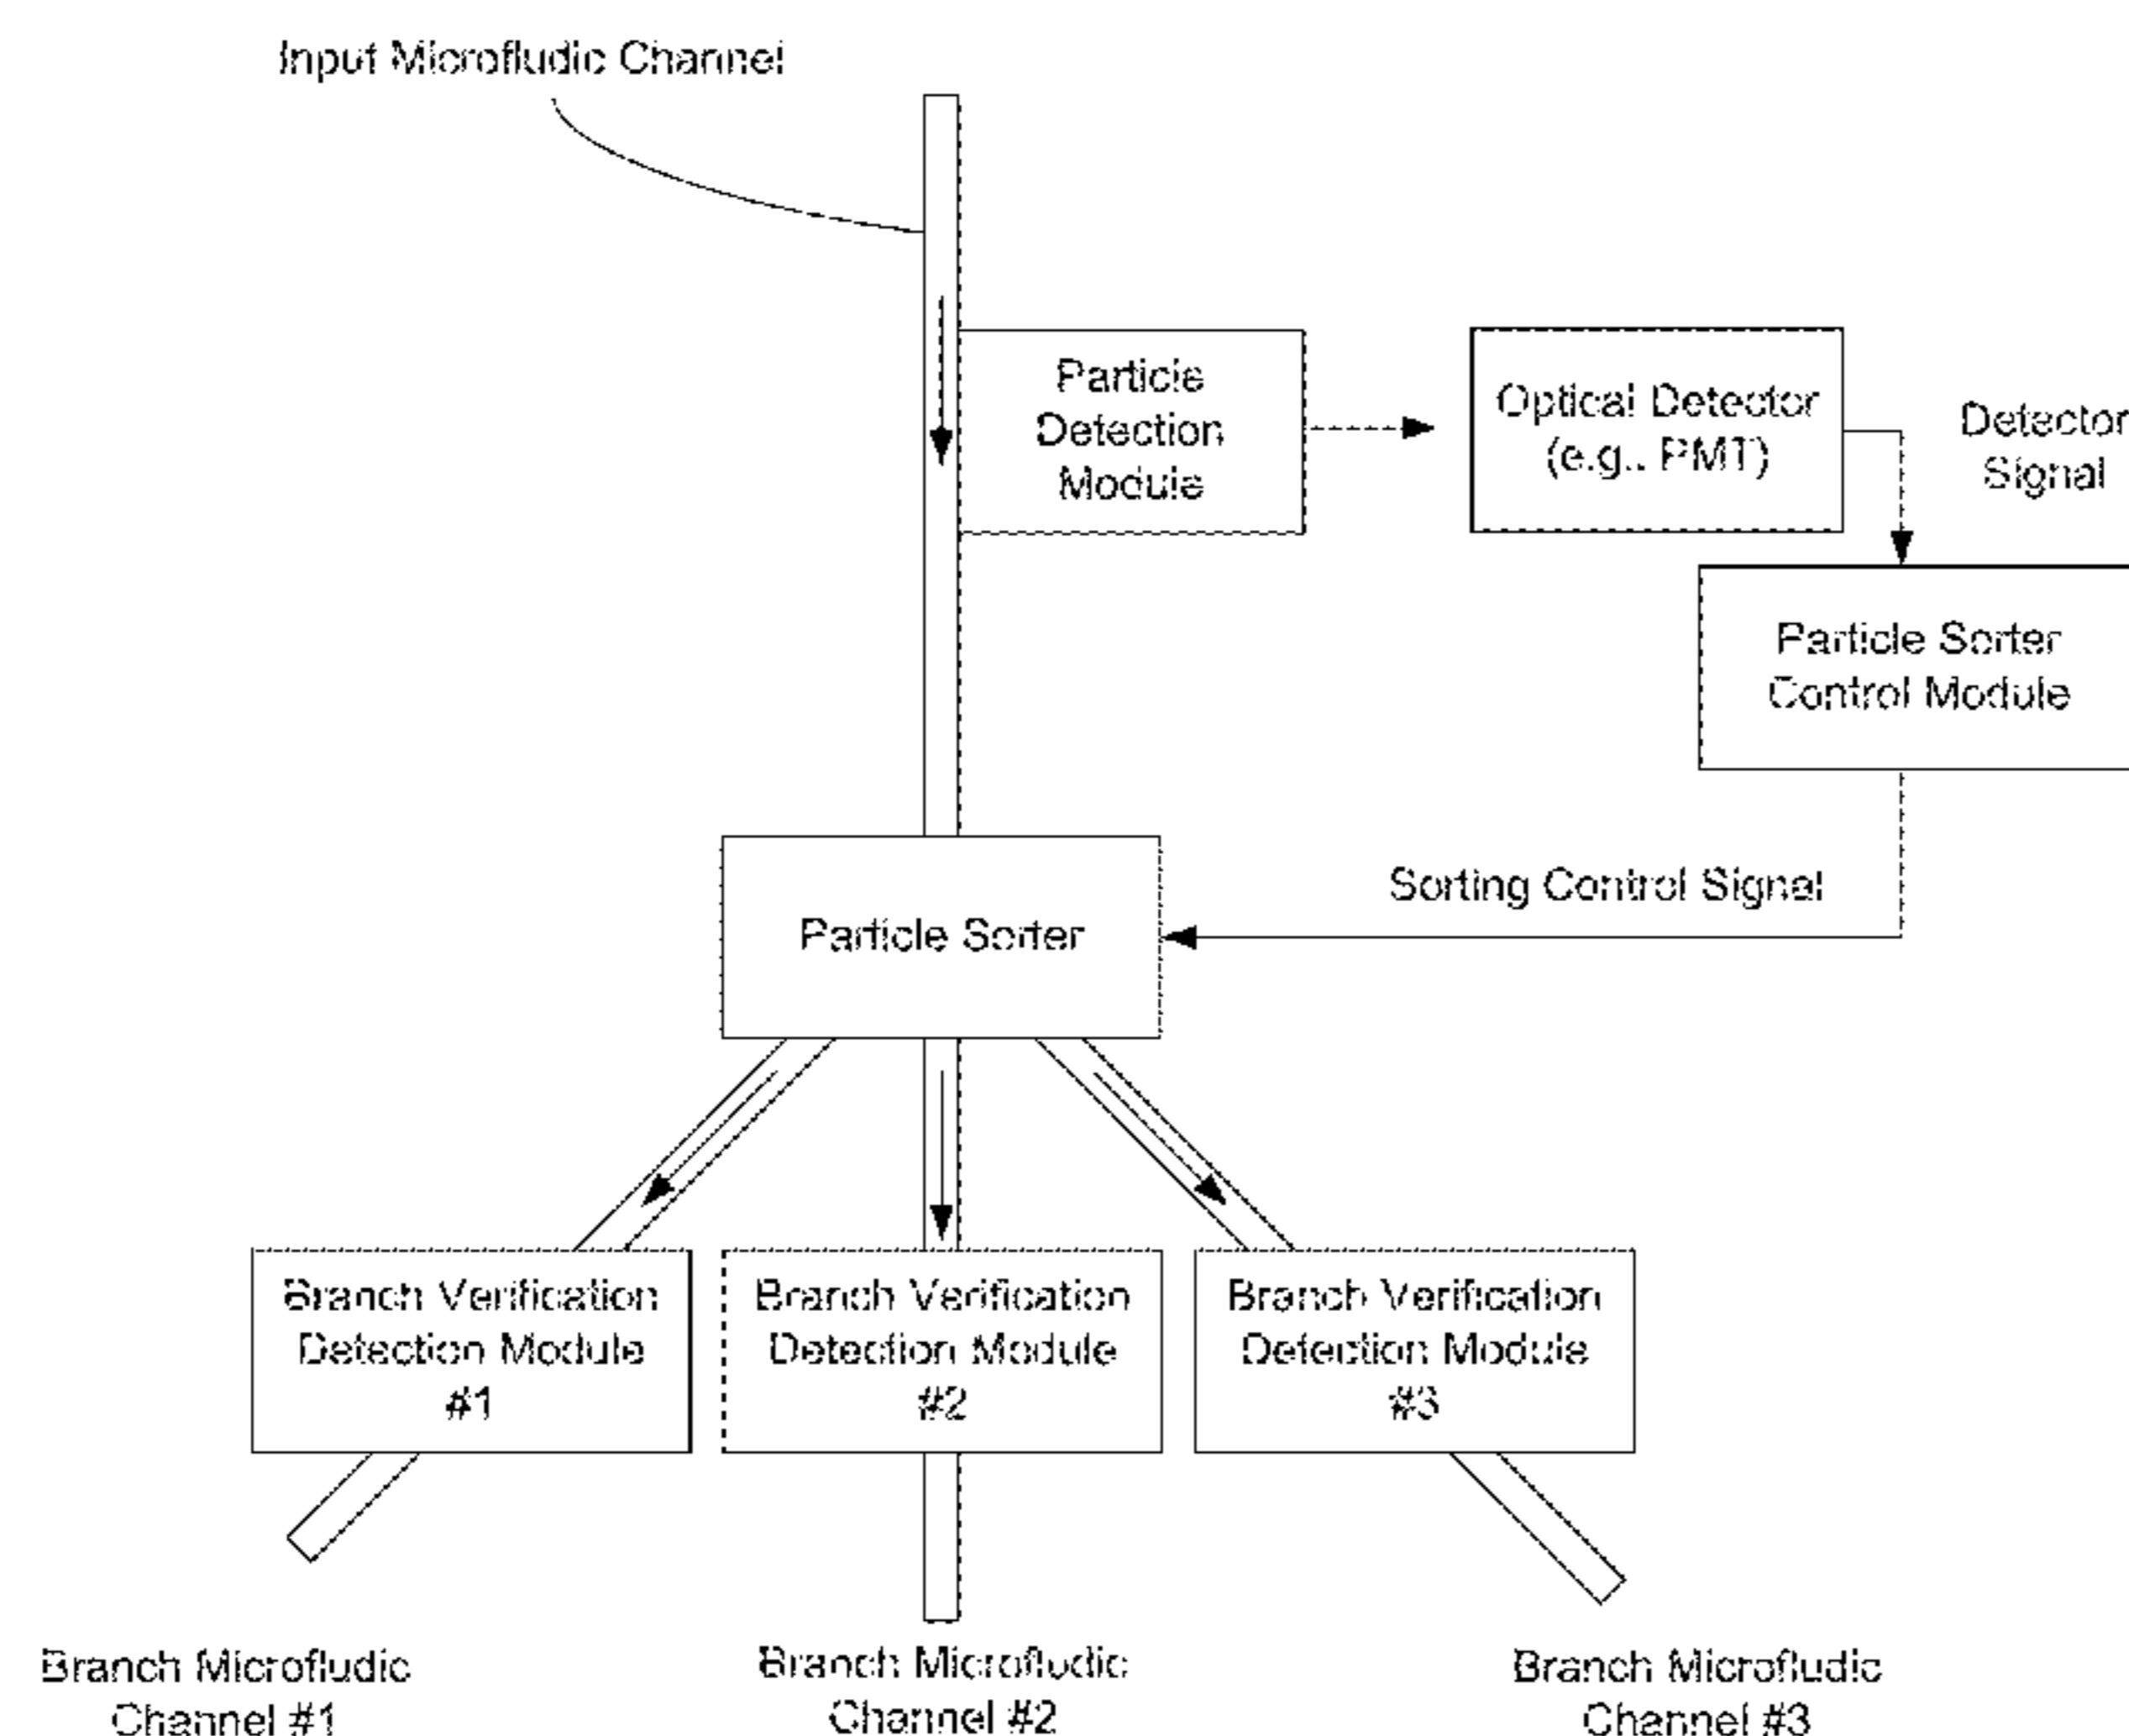 Input Microfludic Channel
Particle
Detection
Module
Optical Detector
(e.g., PMT)
Detector
Signal
Particle Sorter
Control Module
Sorting Control Signal
Particle Sorter
Branch Verification
Detection Module
#1
Branch Verification
Detection Module
#2
Branch Verification
Detection Module
#3
Branch Microfludic
Channel #1
Branch Microfludic
Channel #2
Branch Microfludic
Channel #3